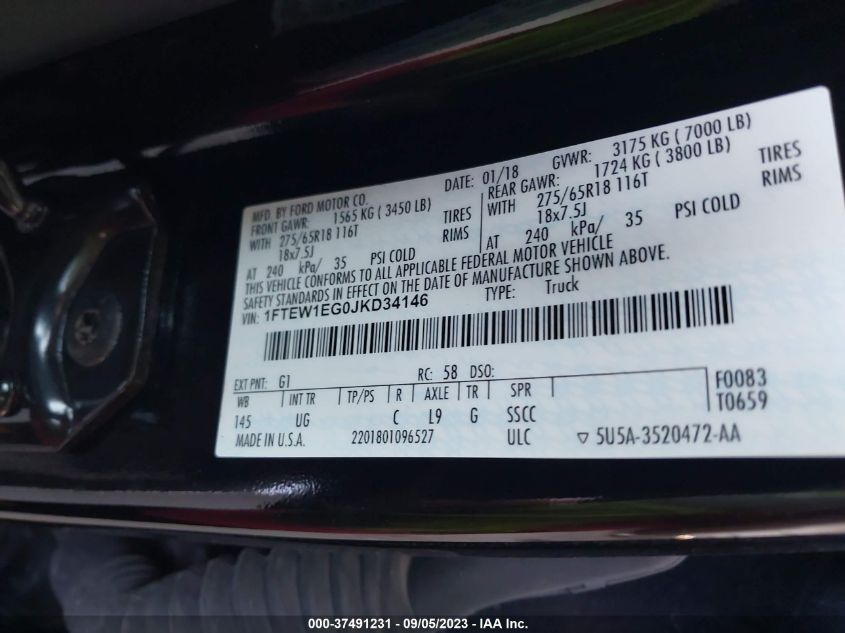 MFD. BY FORD MOTOR CO. DATE: 01/18 GVWR: 3175 KG ( 7000 LB)
FRONT GAWR: 1565 KG ( 3450 LB) REAR GAWR: 1724 KG ( 3800 LB)
WITH 275/65R18 116T TIRES WITH 275/65R18 116T TIRES
18x7.5J RIMS 18x7.5J RIMS
AT 240 kPa/ 35 PSI COLD AT 240 kPa/ 35 PSI COLD
THIS VEHICLE CONFORMS TO ALL APPLICABLE FEDERAL MOTOR VEHICLE
SAFETY STANDARDS IN EFFECT ON THE DATE OF MANUFACTURE SHOWN ABOVE.
VIN: 1FTEW1EG0JKD34146 TYPE: Truck
EXT PNT: G1 RC: 58 DSO:
WB INT TR TP/PS R AXLE TR SPR F0083
145 UG C L9 G SSCC T0659
MADE IN U.S.A. 2201801096527 ULC ▽ 5U5A-3520472-AA
000-37491231 - 09/05/2023 - IAA Inc.